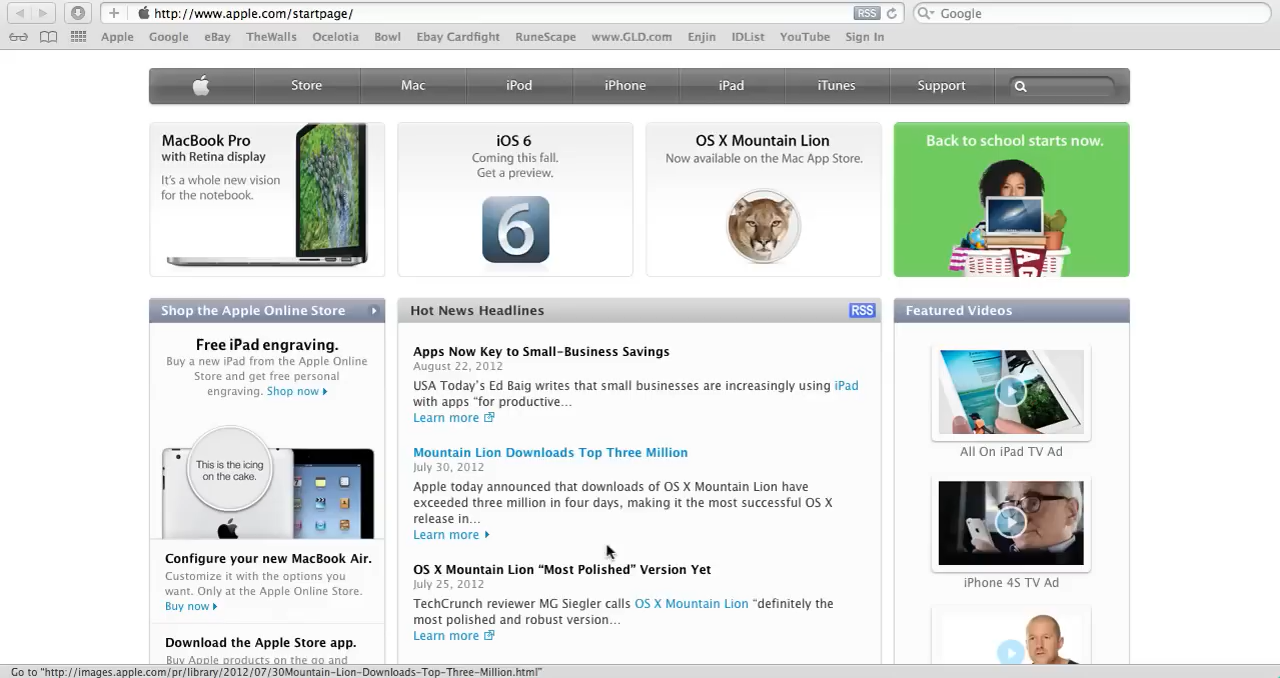 http://www.apple.com/startpage/
RSS
Google
Apple Google eBay TheWalls Ocelotia Bowl Ebay Cardfight RuneScape www.GLD.com Enjin IDList YouTube Sign In
Store Mac iPod iPhone iPad iTunes Support
MacBook Pro
with Retina display
It's a whole new vision
for the notebook.
iOS 6
Coming this fall.
Get a preview.
6
OS X Mountain Lion
Now available on the Mac App Store.
Back to school starts now.
Shop the Apple Online Store
Free iPad engraving.
Buy a new iPad from the Apple Online
Store and get free personal
engraving. Shop now
This is the icing
on the cake.
Configure your new MacBook Air.
Customize it with the options you
want. Only at the Apple Online Store.
Buy now
Download the Apple Store app.
Buy Apple products on the go and
Hot News Headlines
RSS
Apps Now Key to Small-Business Savings
August 22, 2012
USA Today's Ed Baig writes that small businesses are increasingly using iPad
with apps “for productive...
Learn more
Mountain Lion Downloads Top Three Million
July 30, 2012
Apple today announced that downloads of OS X Mountain Lion have
exceeded three million in four days, making it the most successful OS X
release in...
Learn more
OS X Mountain Lion “Most Polished” Version Yet
July 25, 2012
TechCrunch reviewer MG Siegler calls OS X Mountain Lion “definitely the
most polished and robust version...
Learn more
Featured Videos
All On iPad TV Ad
iPhone 4S TV Ad
Go to "http://images.apple.com/pr/library/2012/07/30Mountain-Lion-Downloads-Top-Three-Million.html"